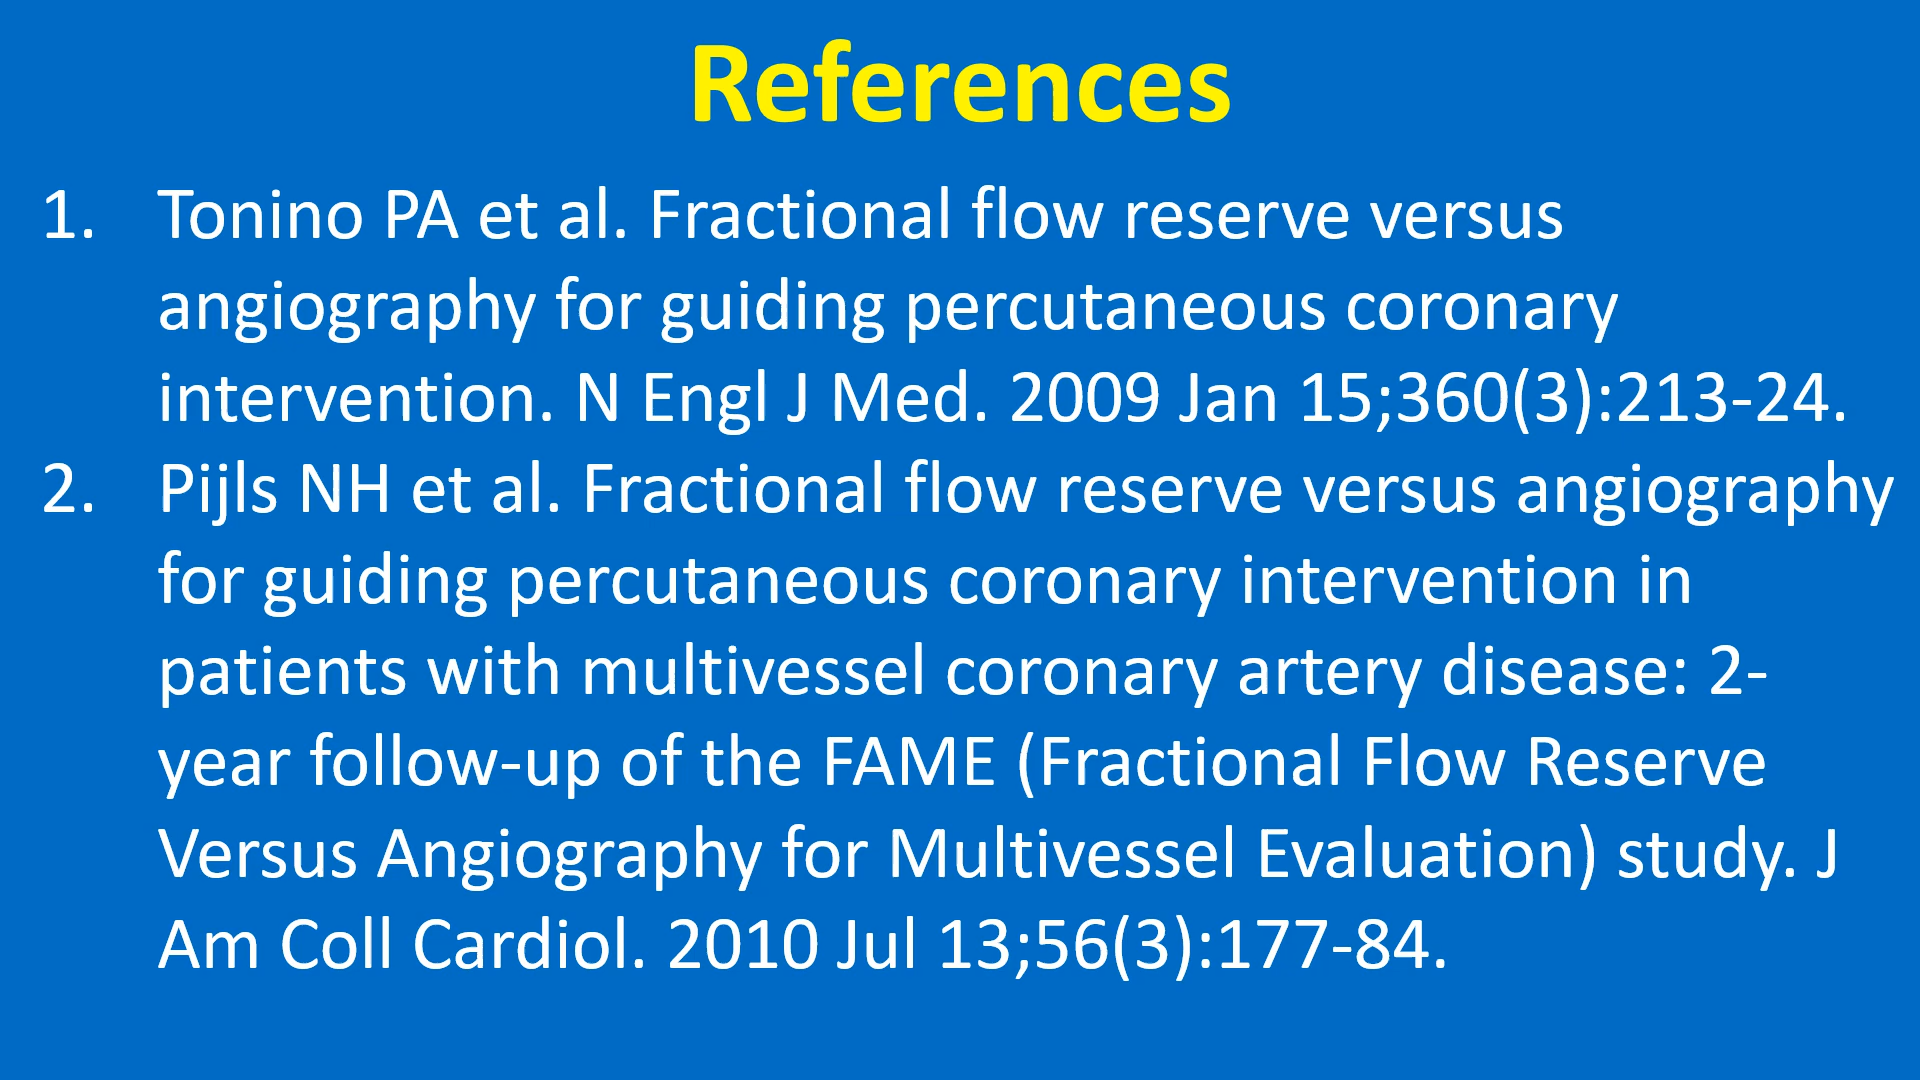 References
1. Tonino PA et al. Fractional flow reserve versus
angiography for guiding percutaneous coronary
intervention. N Engl J Med. 2009 Jan 15;360(3):213-24.
2. Pijls NH et al. Fractional flow reserve versus angiography
for guiding percutaneous coronary intervention in
patients with multivessel coronary artery disease: 2-
year follow-up of the FAME (Fractional Flow Reserve
Versus Angiography for Multivessel Evaluation) study. J
Am Coll Cardiol. 2010 Jul 13;56(3):177-84.